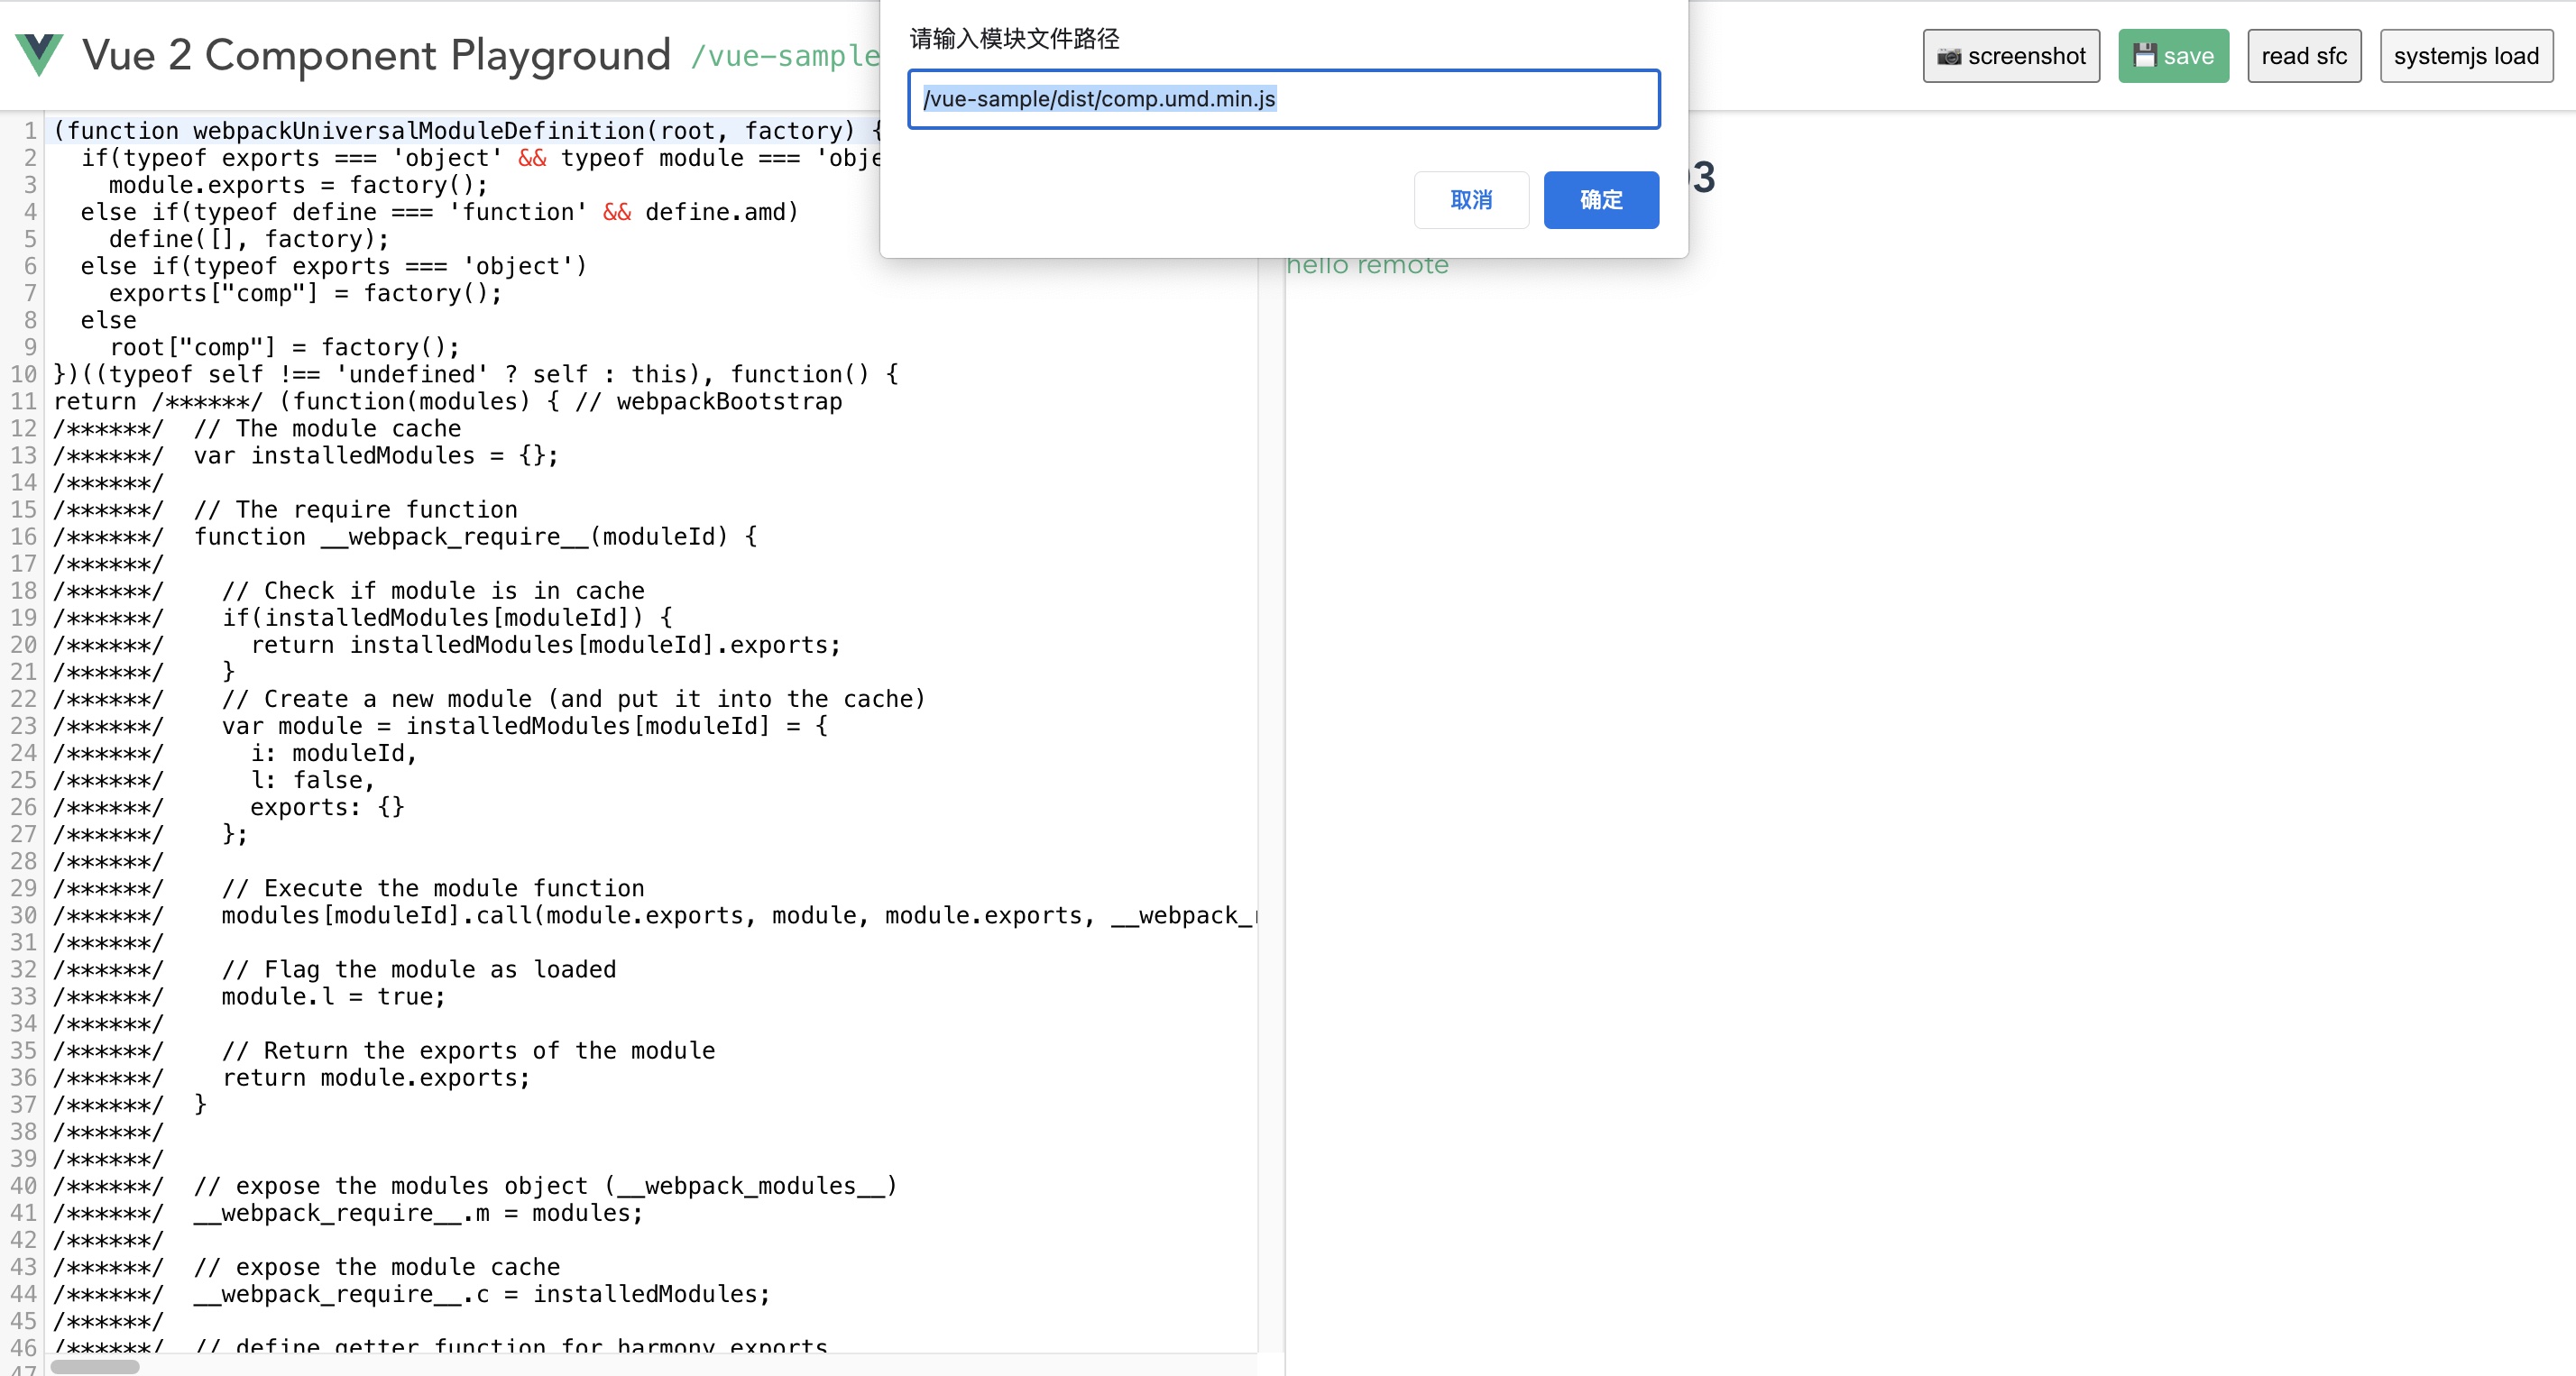 Vue 2 Component Playground /vue-sample
📷 screenshot
💾 save
read sfc
systemjs load
请输入模块文件路径
/vue-sample/dist/comp.umd.min.js
取消
确定
1 (function webpackUniversalModuleDefinition(root, factory) {
2   if(typeof exports === 'object' && typeof module === 'obje
3     module.exports = factory();
4   else if(typeof define === 'function' && define.amd)
5     define([], factory);
6   else if(typeof exports === 'object')
7     exports["comp"] = factory();
8   else
9     root["comp"] = factory();
10 })((typeof self !== 'undefined' ? self : this), function() {
11 return /******/ (function(modules) { // webpackBootstrap
12 /******/  // The module cache
13 /******/  var installedModules = {};
14 /******/
15 /******/  // The require function
16 /******/  function __webpack_require__(moduleId) {
17 /******/
18 /******/    // Check if module is in cache
19 /******/    if(installedModules[moduleId]) {
20 /******/      return installedModules[moduleId].exports;
21 /******/    }
22 /******/    // Create a new module (and put it into the cache)
23 /******/    var module = installedModules[moduleId] = {
24 /******/      i: moduleId,
25 /******/      l: false,
26 /******/      exports: {}
27 /******/    };
28 /******/
29 /******/    // Execute the module function
30 /******/    modules[moduleId].call(module.exports, module, module.exports, __webpack_
31 /******/
32 /******/    // Flag the module as loaded
33 /******/    module.l = true;
34 /******/
35 /******/    // Return the exports of the module
36 /******/    return module.exports;
37 /******/  }
38 /******/
39 /******/
40 /******/  // expose the modules object (__webpack_modules__)
41 /******/  __webpack_require__.m = modules;
42 /******/
43 /******/  // expose the module cache
44 /******/  __webpack_require__.c = installedModules;
45 /******/
46 /******/  // define getter function for harmony exports
47
3
hello remote